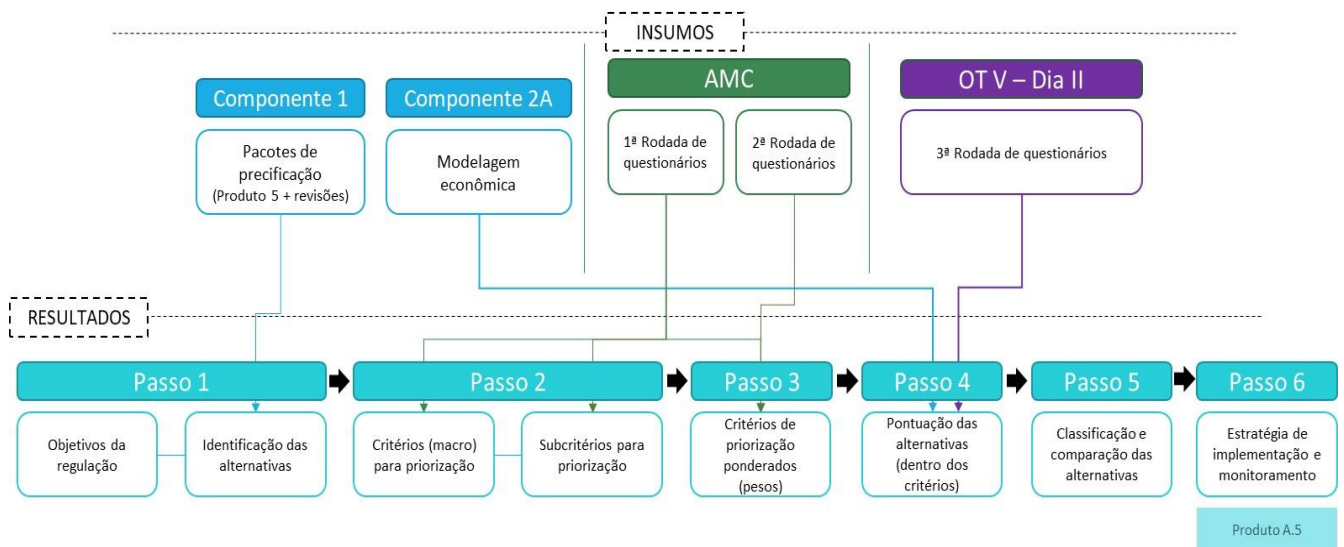 INSUMOS
Componente 1
Componente 2A
AMC
OT V – Dia II
Pacotes de
precificação
(Produto 5 + revisões)
Modelagem
econômica
1ª Rodada de
questionários
2ª Rodada de
questionários
3ª Rodada de questionários
RESULTADOS
Passo 1
Passo 2
Passo 3
Passo 4
Passo 5
Passo 6
Objetivos da
regulação
Identificação das
alternativas
Critérios (macro)
para priorização
Subcritérios para
priorização
Critérios de
priorização
ponderados
(pesos)
Pontuação das
alternativas
(dentro dos
critérios)
Classificação e
comparação das
alternativas
Estratégia de
implementação e
monitoramento
Produto A.5